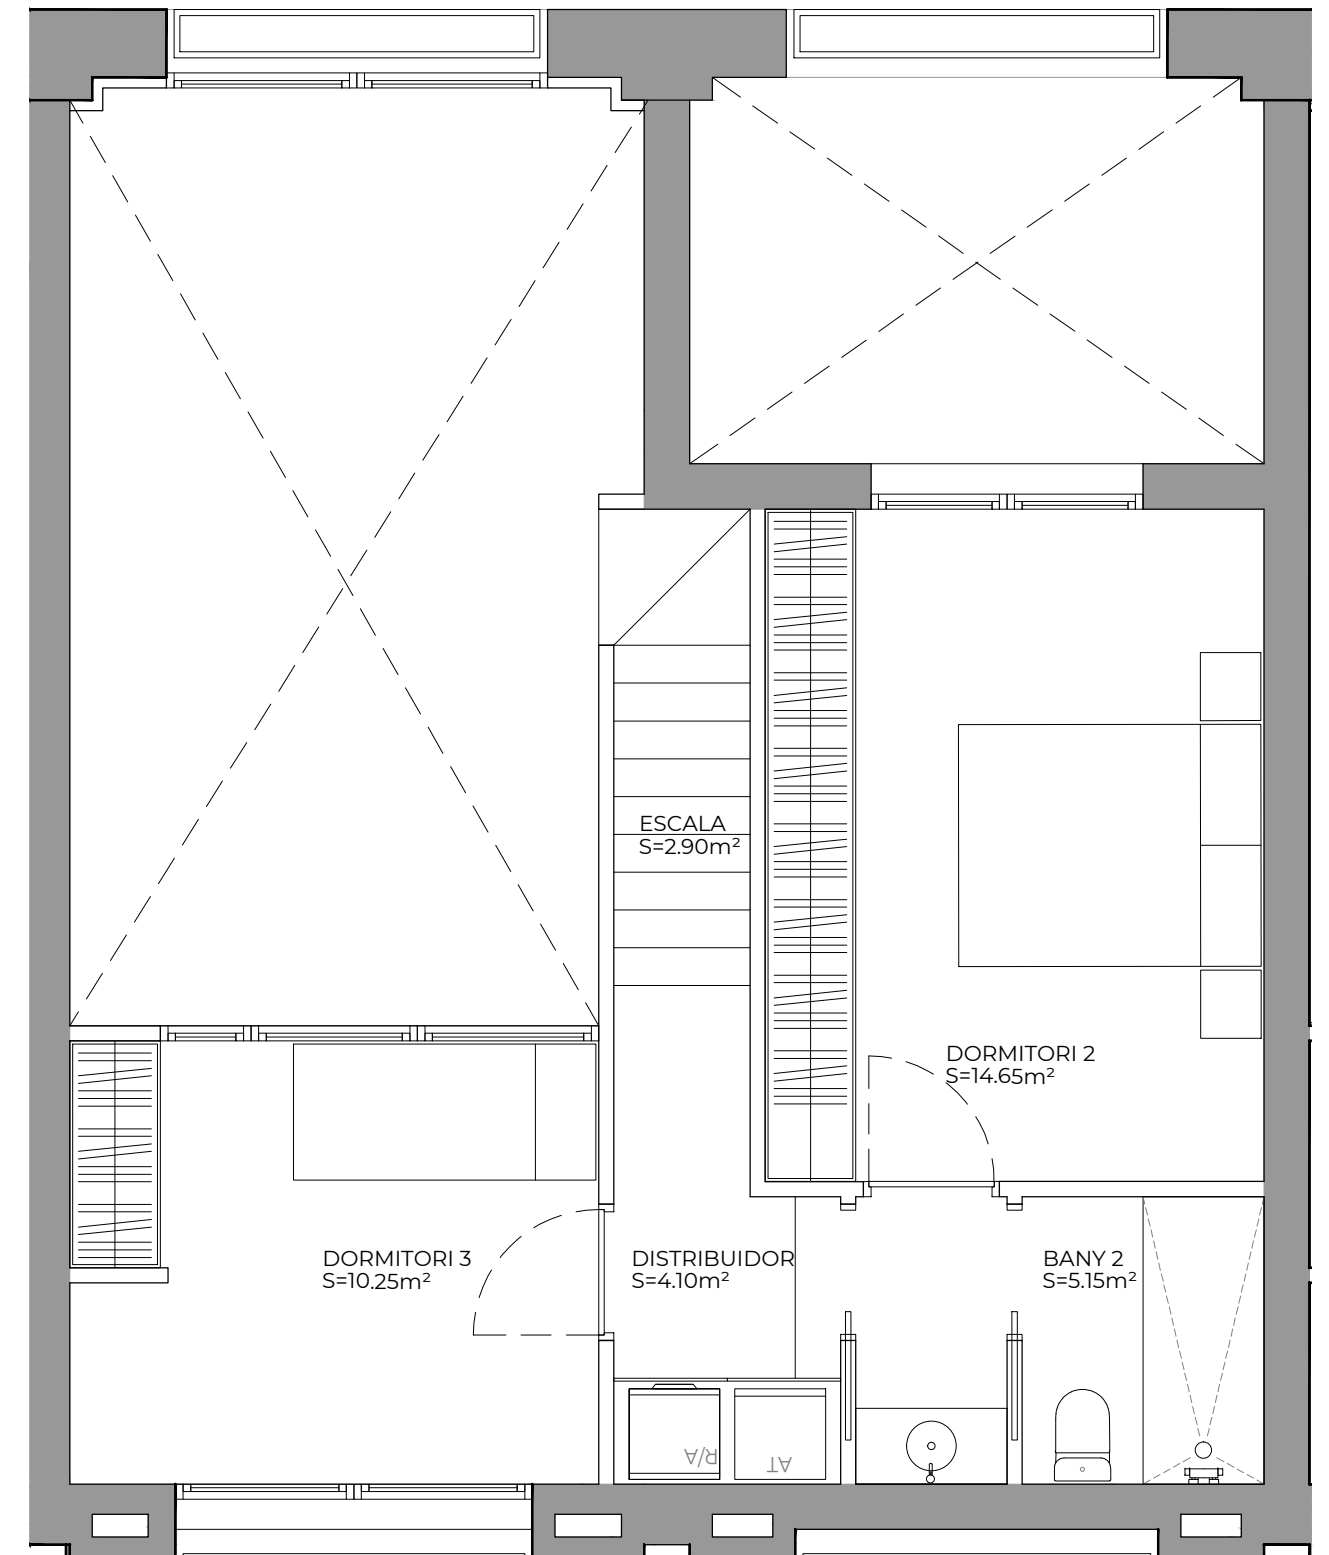 ESCALA
S=2.90m²
DORMITORI 2
S=14.65m²
DORMITORI 3
S=10.25m²
DISTRIBUIDOR
S=4.10m²
BANY 2
S=5.15m²
R/A
AT